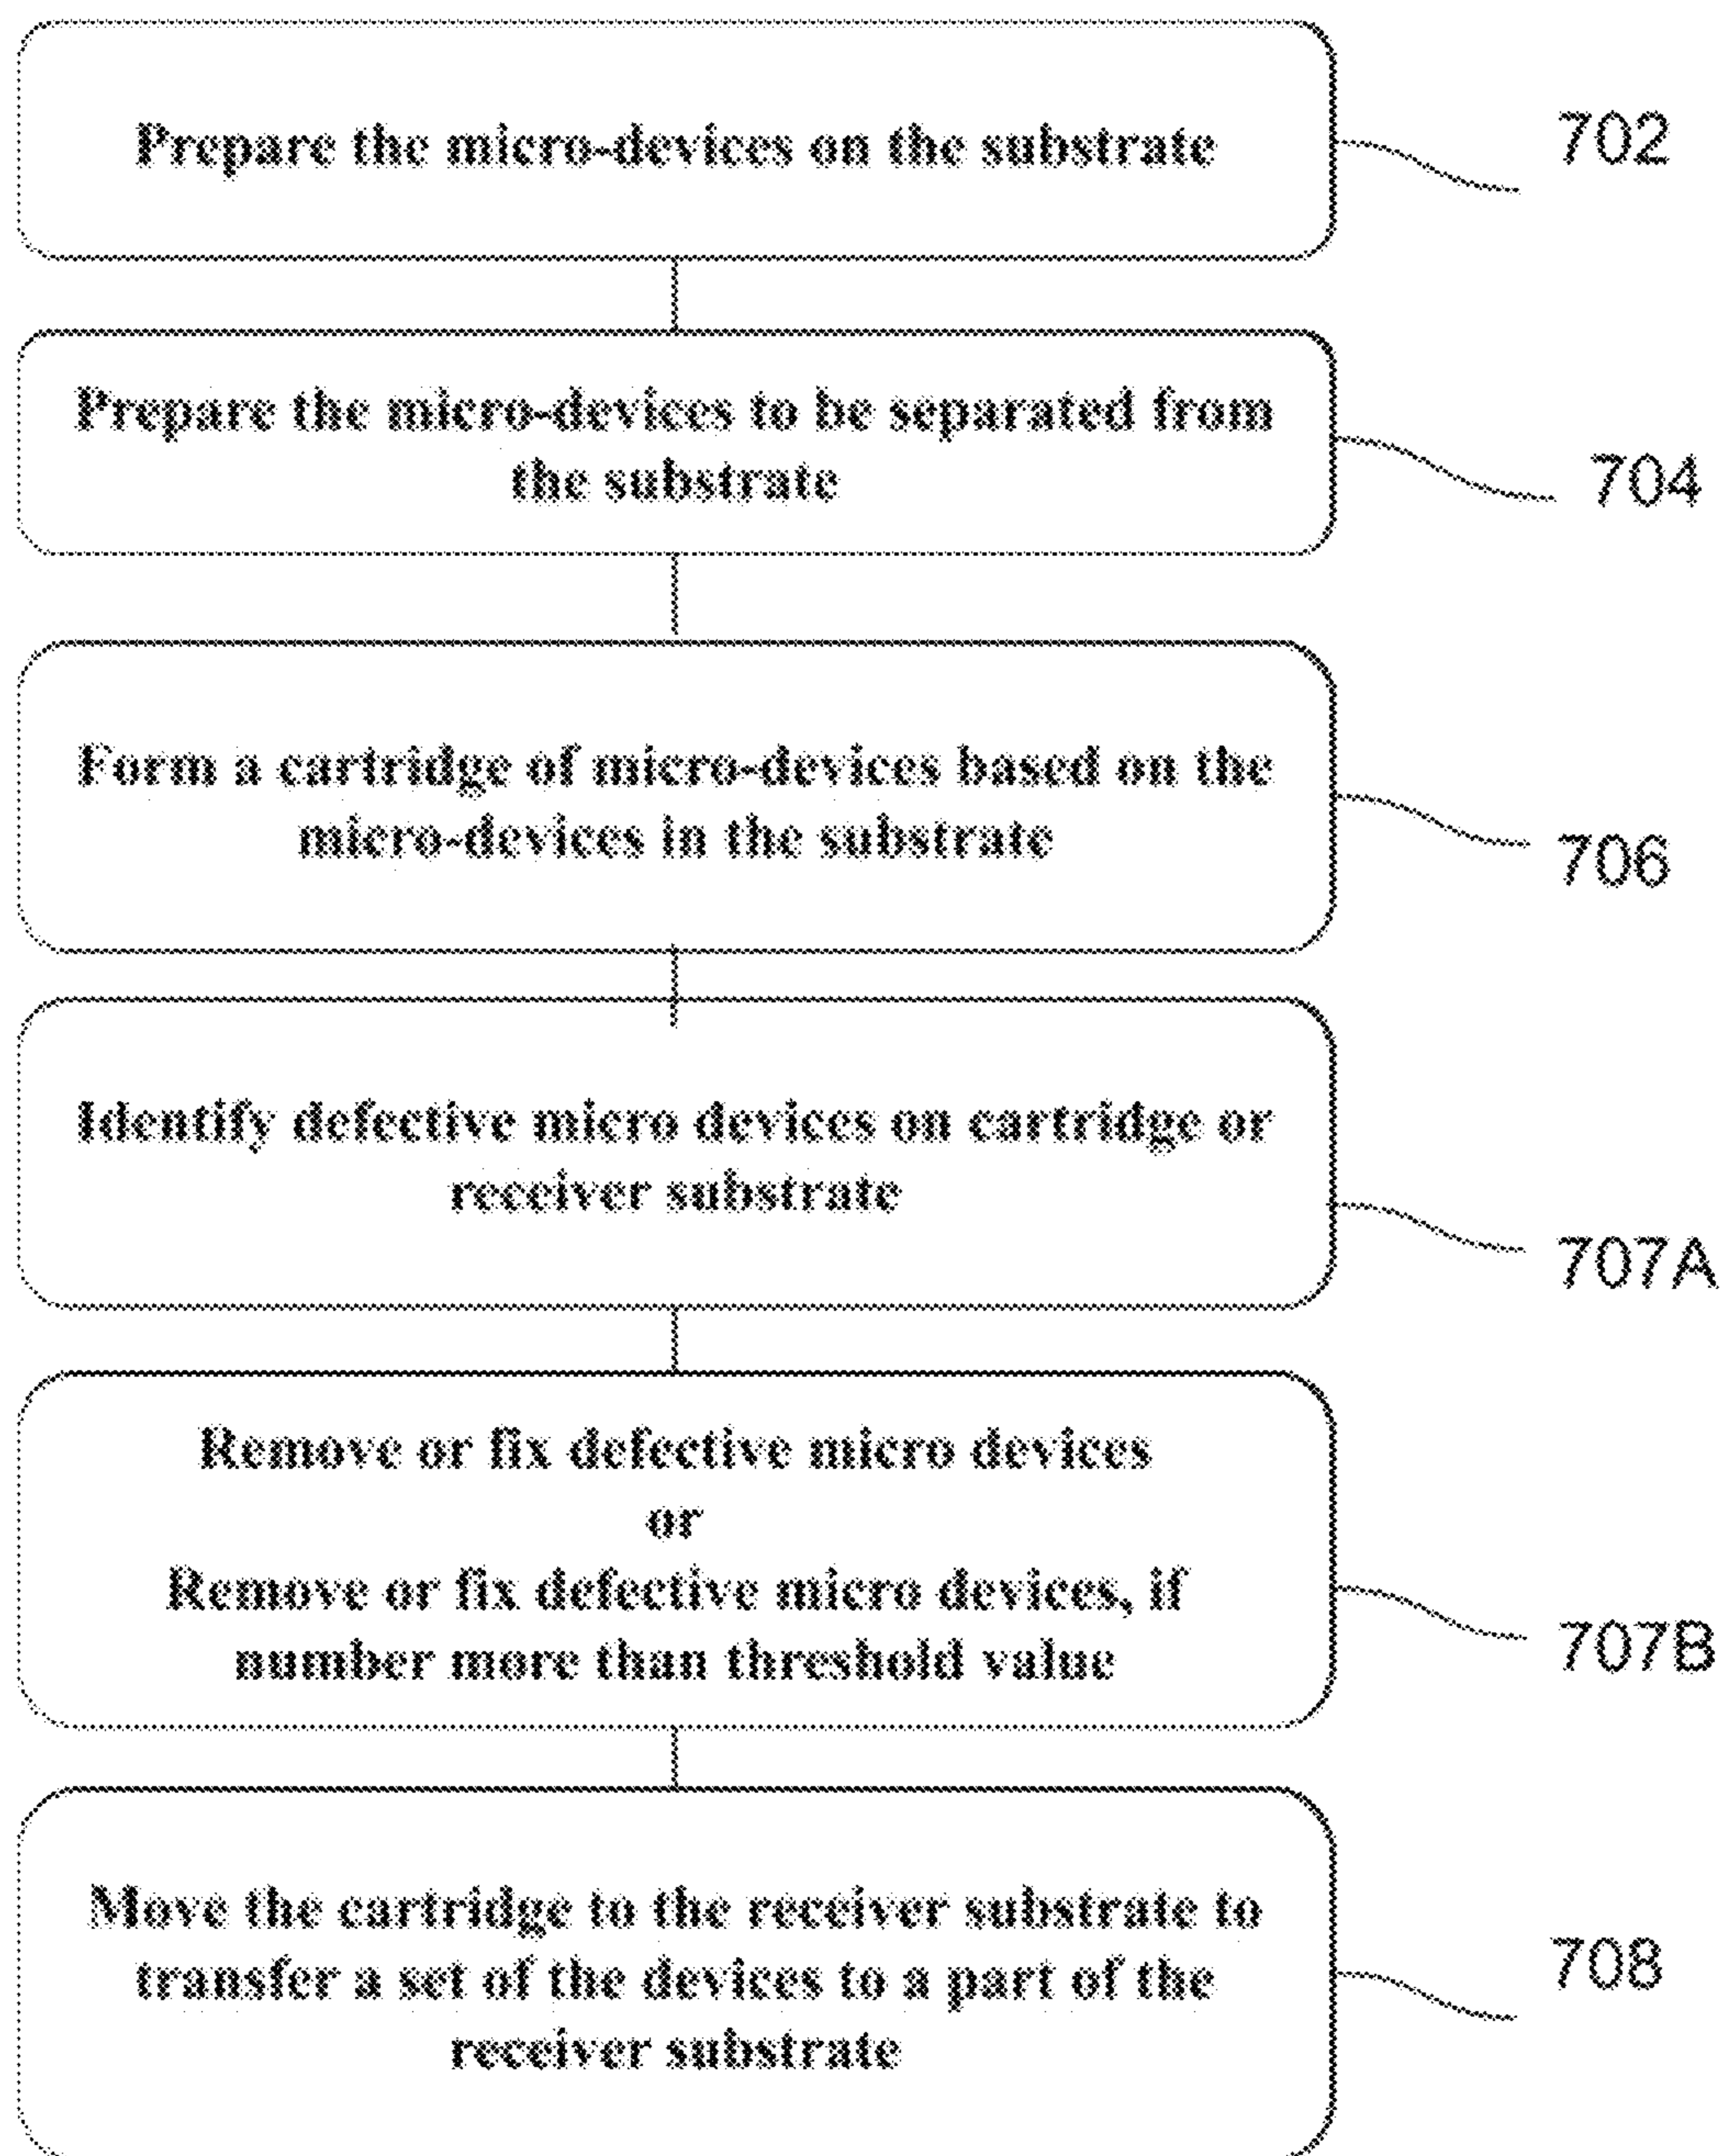 Prepare the micro-devices on the substrate
702
Prepare the micro-devices to be separated from
the substrate
704
Form a cartridge of micro-devices based on the
micro-devices in the substrate
706
Identify defective micro devices on cartridge or
receiver substrate
707A
Remove or fix defective micro devices
or
Remove or fix defective micro devices, if
number more than threshold value
707B
Move the cartridge to the receiver substrate to
transfer a set of the devices to a part of the
receiver substrate
708